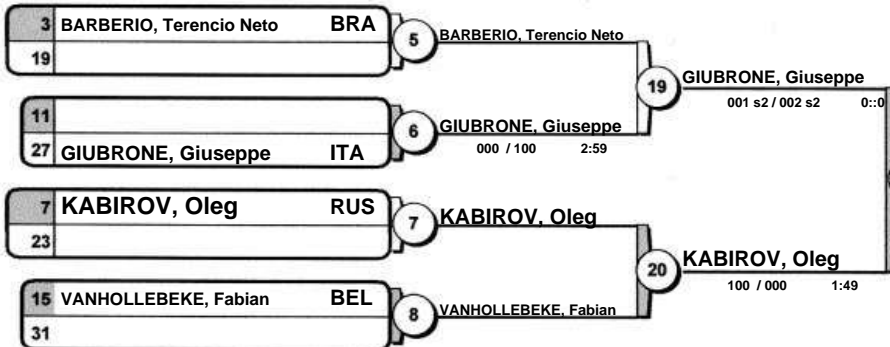 3 BARBERIO, Terencio Neto BRA
19
5
BARBERIO, Terencio Neto
11
27 GIUBRONE, Giuseppe ITA
6
GIUBRONE, Giuseppe
000 / 100 2:59
19
GIUBRONE, Giuseppe
001 s2 / 002 s2 0::0
7 KABIROV, Oleg RUS
23
7
KABIROV, Oleg
15 VANHOLLEBEKE, Fabian BEL
31
8
VANHOLLEBEKE, Fabian
20
KABIROV, Oleg
100 / 000 1:49